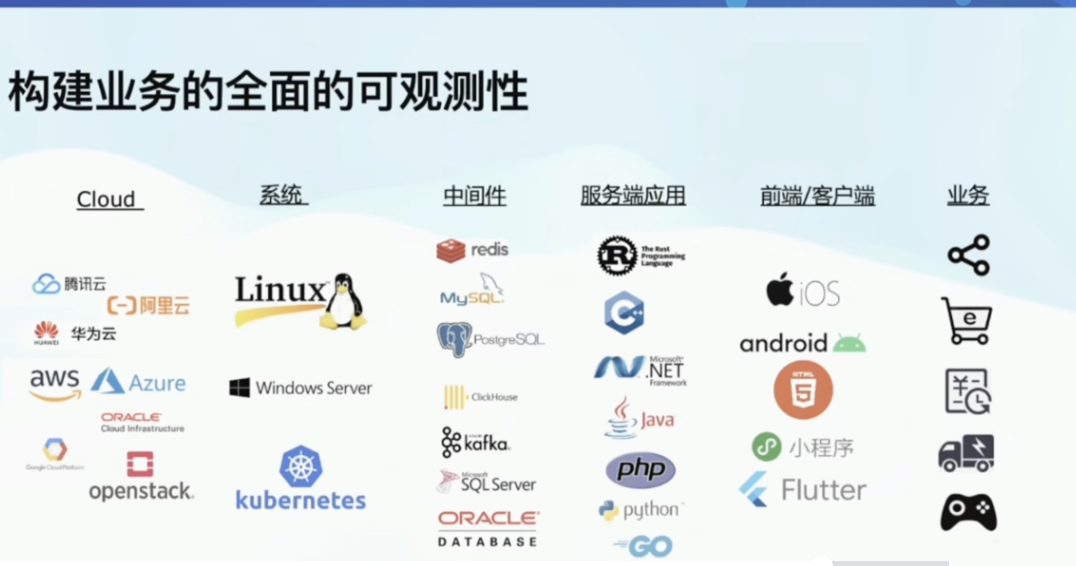 构建业务的全面的可观测性
Cloud
腾讯云
阿里云
HUAWEI
华为云
aws
Azure
ORACLE
Cloud Infrastructure
Google Cloud Platform
openstack.
系统
Linux
Windows Server
kubernetes
中间件
redis
MySQL
PostgreSQL
ClickHouse
kafka
Microsoft
SQL Server
ORACLE
DATABASE
服务端应用
R
The Rust
Programming
Language
C++
Microsoft
.NET
Framework
Java
php
python
GO
前端/客户端
iOS
android
HTML
5
小程序
Flutter
业务
e